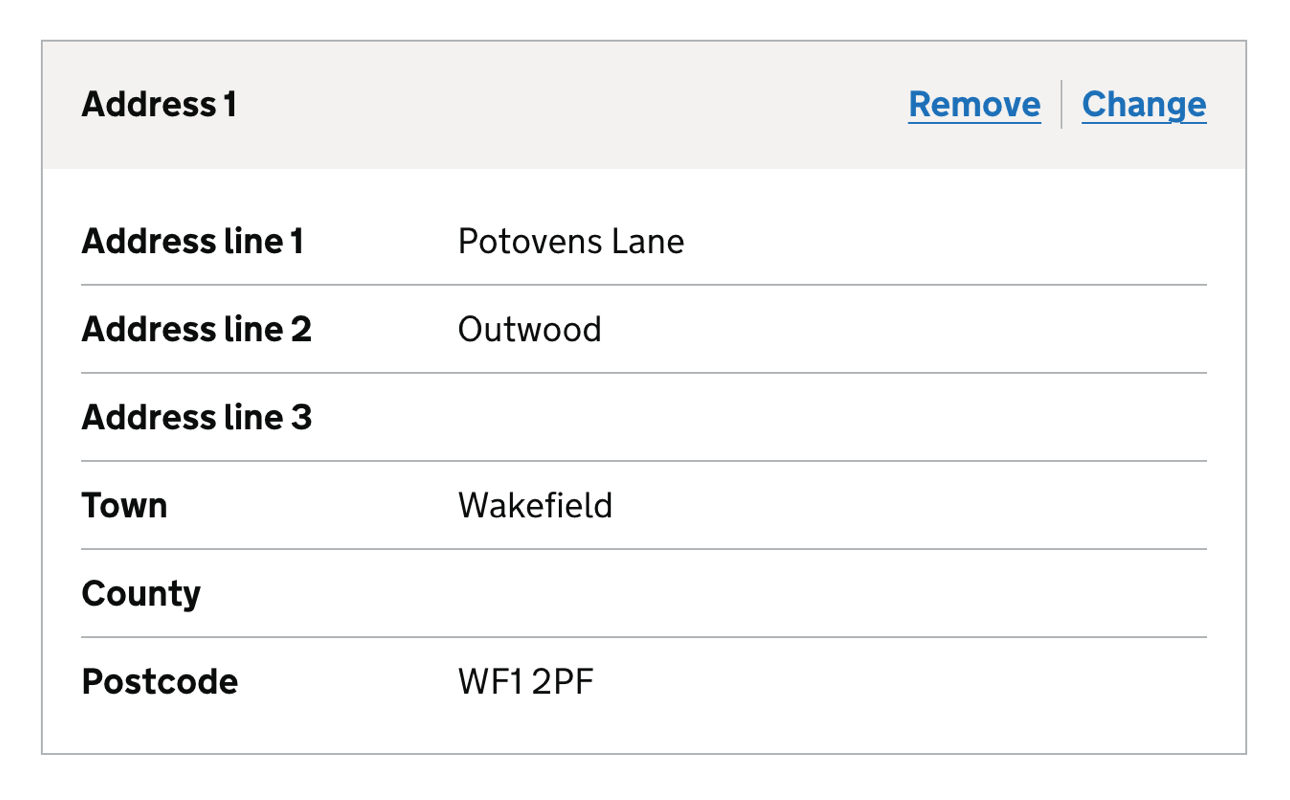 Address 1 Remove Change
Address line 1 Potovens Lane
Address line 2 Outwood
Address line 3
Town Wakefield
County
Postcode WF1 2PF